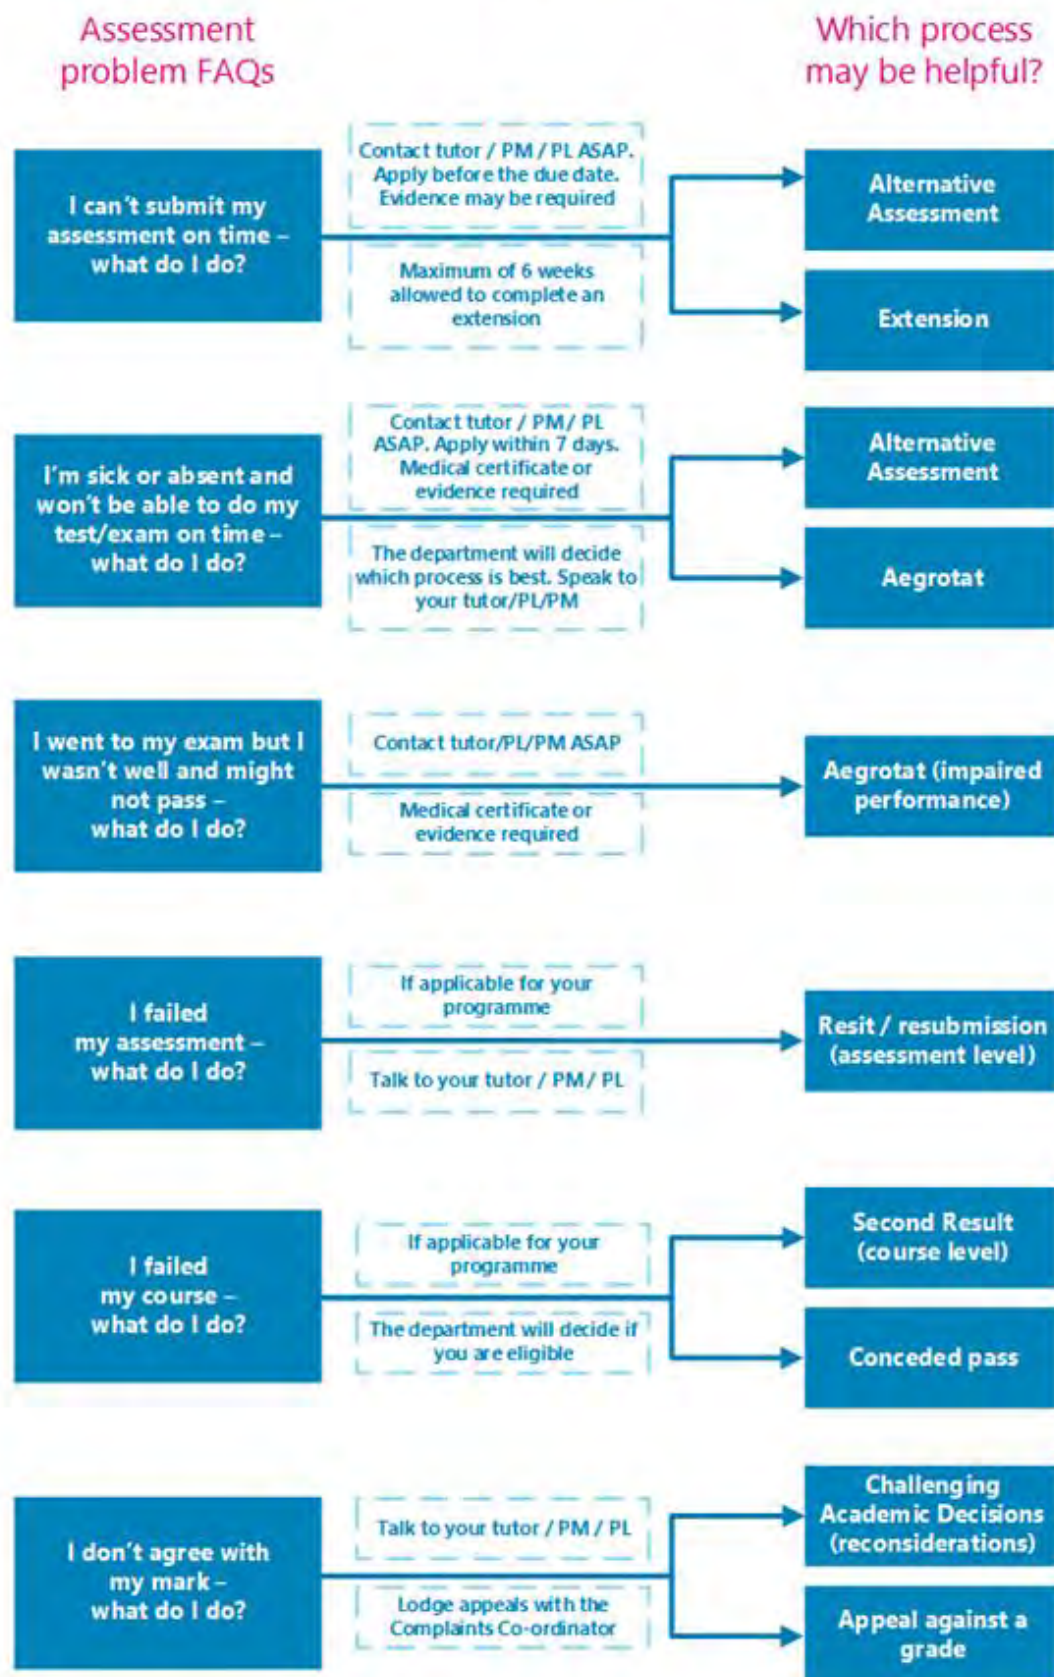 Assessment
problem FAQs
Which process
may be helpful?
I can't submit my
assessment on time –
what do I do?
Contact tutor / PM / PL ASAP.
Apply before the due date.
Evidence may be required
Maximum of 6 weeks
allowed to complete an
extension
Alternative
Assessment
Extension
I'm sick or absent and
won't be able to do my
test/exam on time –
what do I do?
Contact tutor / PM / PL
ASAP. Apply within 7 days.
Medical certificate or
evidence required
The department will decide
which process is best. Speak to
your tutor/PL/PM
Alternative
Assessment
Aegrotat
I went to my exam but I
wasn't well and might
not pass –
what do I do?
Contact tutor/PL/PM ASAP
Medical certificate or
evidence required
Aegrotat (impaired
performance)
I failed
my assessment –
what do I do?
If applicable for your
programme
Talk to your tutor / PM / PL
Resit / resubmission
(assessment level)
I failed
my course –
what do I do?
If applicable for your
programme
The department will decide if
you are eligible
Second Result
(course level)
Conceded pass
I don't agree with
my mark –
what do I do?
Talk to your tutor / PM / PL
Lodge appeals with the
Complaints Co-ordinator
Challenging
Academic Decisions
(reconsiderations)
Appeal against a
grade